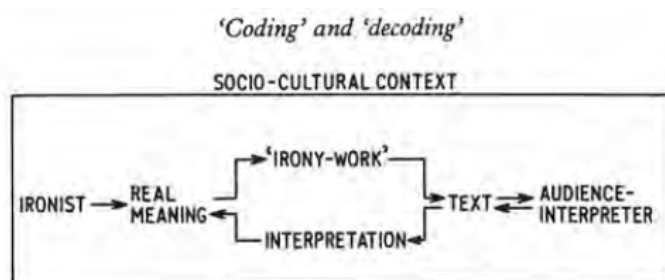 ‘Coding’ and ‘decoding’
SOCIO-CULTURAL CONTEXT
‘IRONY-WORK’
IRONIST
REAL
MEANING
TEXT
AUDIENCE-
INTERPRETER
INTERPRETATION